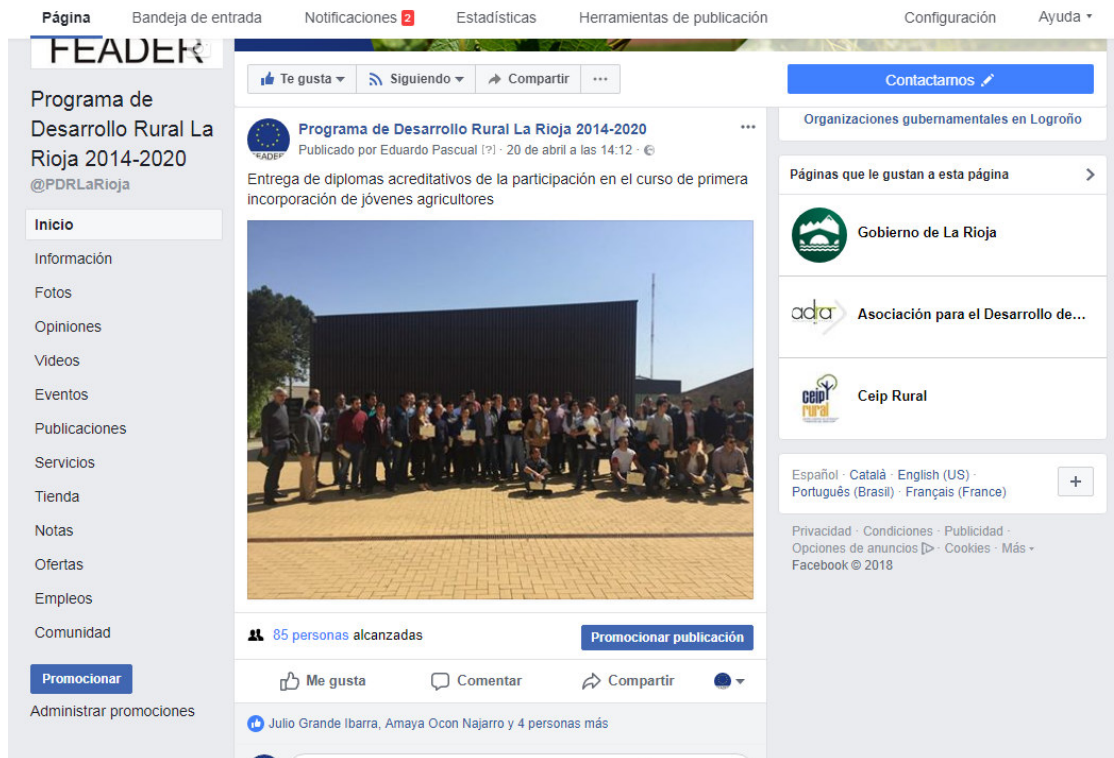 Página Bandeja de entrada Notificaciones 2 Estadísticas Herramientas de publicación Configuración Ayuda
FEADER
Programa de
Desarrollo Rural La
Rioja 2014-2020
@PDRLaRioja
Inicio
Información
Fotos
Opiniones
Videos
Eventos
Publicaciones
Servicios
Tienda
Notas
Ofertas
Empleos
Comunidad
Promocionar
Administrar promociones
Te gusta Siguiendo Compartir ...
Contactarnos
FEADER
Programa de Desarrollo Rural La Rioja 2014-2020
Publicado por Eduardo Pascual [?] · 20 de abril a las 14:12 ·
Entrega de diplomas acreditativos de la participación en el curso de primera
incorporación de jóvenes agricultores
85 personas alcanzadas
Promocionar publicación
Me gusta Comentar Compartir
Julio Grande Ibarra, Amaya Ocon Najarro y 4 personas más
Organizaciones gubernamentales en Logroño
Páginas que le gustan a esta página
Gobierno de La Rioja
adra
Asociación para el Desarrollo de...
ceip
rural
Ceip Rural
Español · Català · English (US) ·
Português (Brasil) · Français (France)
+
Privacidad · Condiciones · Publicidad ·
Opciones de anuncios · Cookies · Más
Facebook © 2018